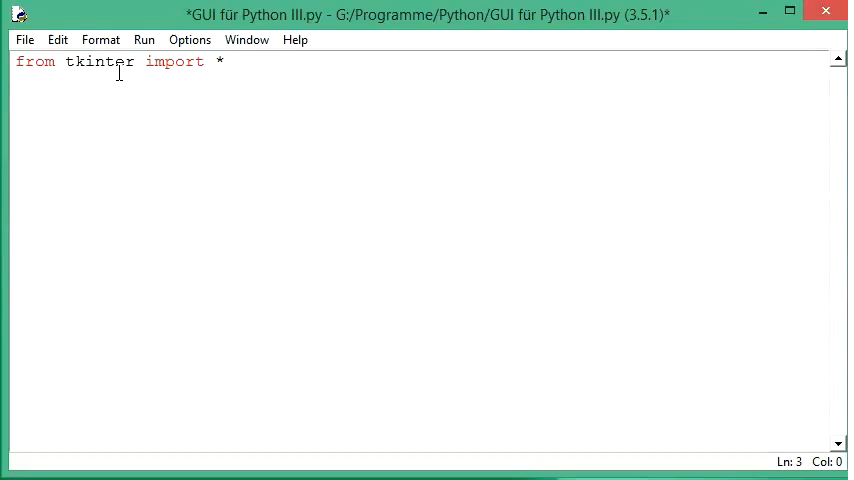 *GUI für Python III.py - G:/Programme/Python/GUI für Python III.py (3.5.1)*
File Edit Format Run Options Window Help
from tkinter import *
Ln: 3 Col: 0